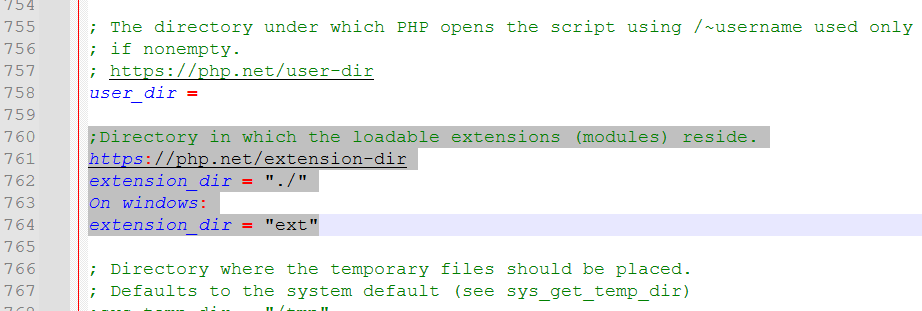 754
755 ; The directory under which PHP opens the script using /~username used only
756 ; if nonempty.
757 ; https://php.net/user-dir
758 user_dir =
759
760 ;Directory in which the loadable extensions (modules) reside.
761 https://php.net/extension-dir
762 extension_dir = "./"
763 On windows:
764 extension_dir = "ext"
765
766 ; Directory where the temporary files should be placed.
767 ; Defaults to the system default (see sys_get_temp_dir)
768 ;sys_temp_dir = "/tmp"